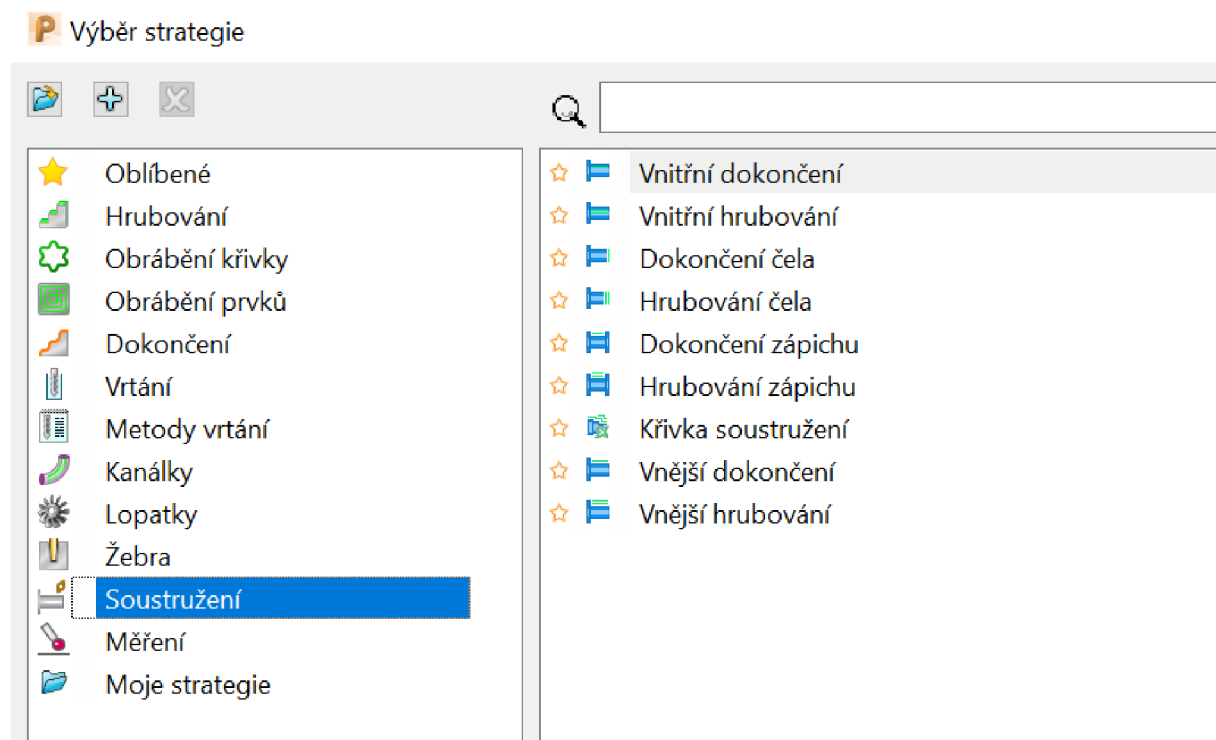 Výběr strategie
Oblíbené
Hrubování
Obrábění křivky
Obrábění prvků
Dokončení
Vrtání
Metody vrtání
Kanálky
Lopatky
Žebra
Soustružení
Měření
Moje strategie
Vnitřní dokončení
Vnitřní hrubování
Dokončení čela
Hrubování čela
Dokončení zápichu
Hrubování zápichu
Křivka soustružení
Vnější dokončení
Vnější hrubování